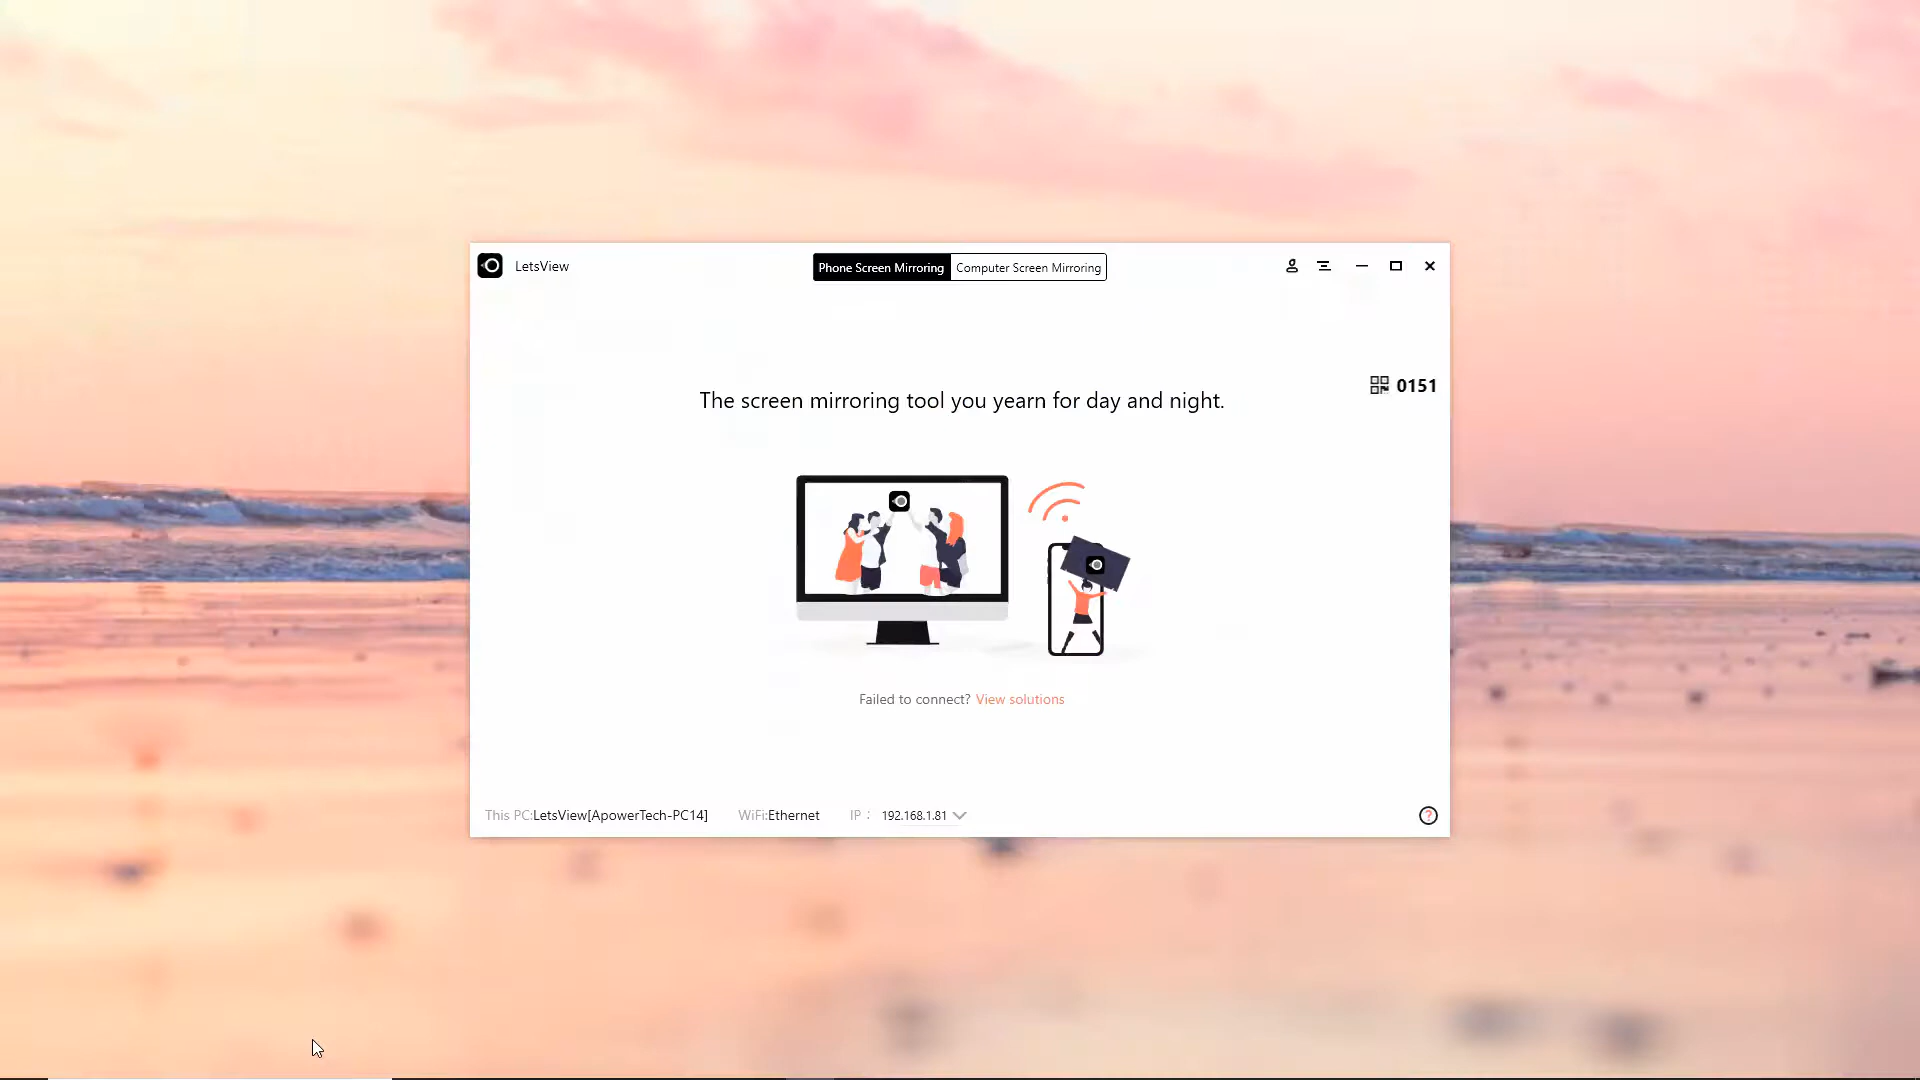 LetsView
Phone Screen Mirroring
Computer Screen Mirroring
0151
The screen mirroring tool you yearn for day and night.
Failed to connect? View solutions
This PC:LetsView[ApowerTech-PC14] WiFi:Ethernet IP : 192.168.1.81
?